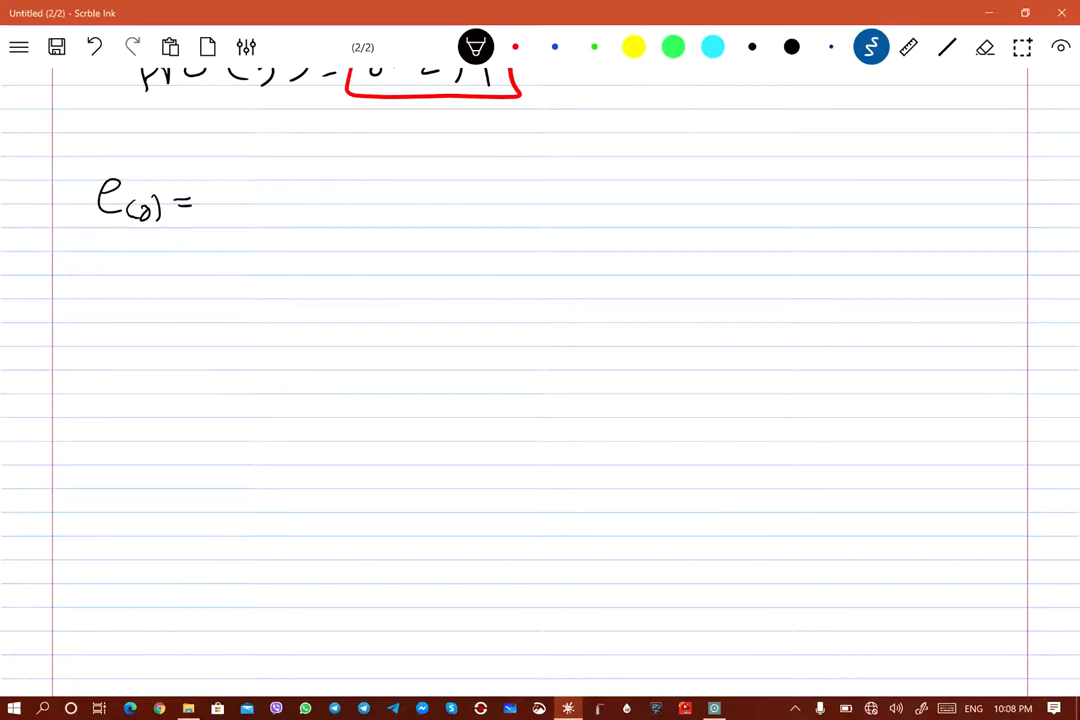 Untitled (2/2) - Scrble Ink
(2/2)
e(0) =
ENG
10:08 PM